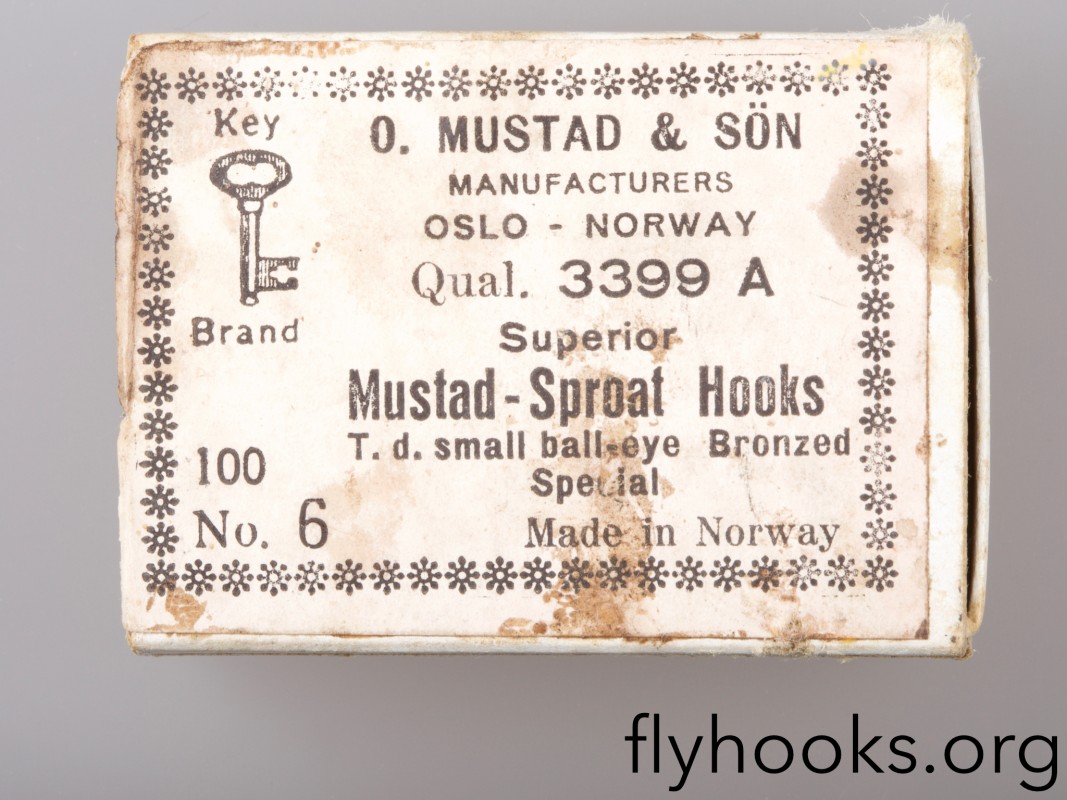 Key
Brand
O. MUSTAD & SÖN
MANUFACTURERS
OSLO - NORWAY
Qual. 3399 A
Superior
Mustad-Sproat Hooks
T. d. small ball-eye Bronzed
Special
100
No. 6
Made in Norway
flyhooks.org